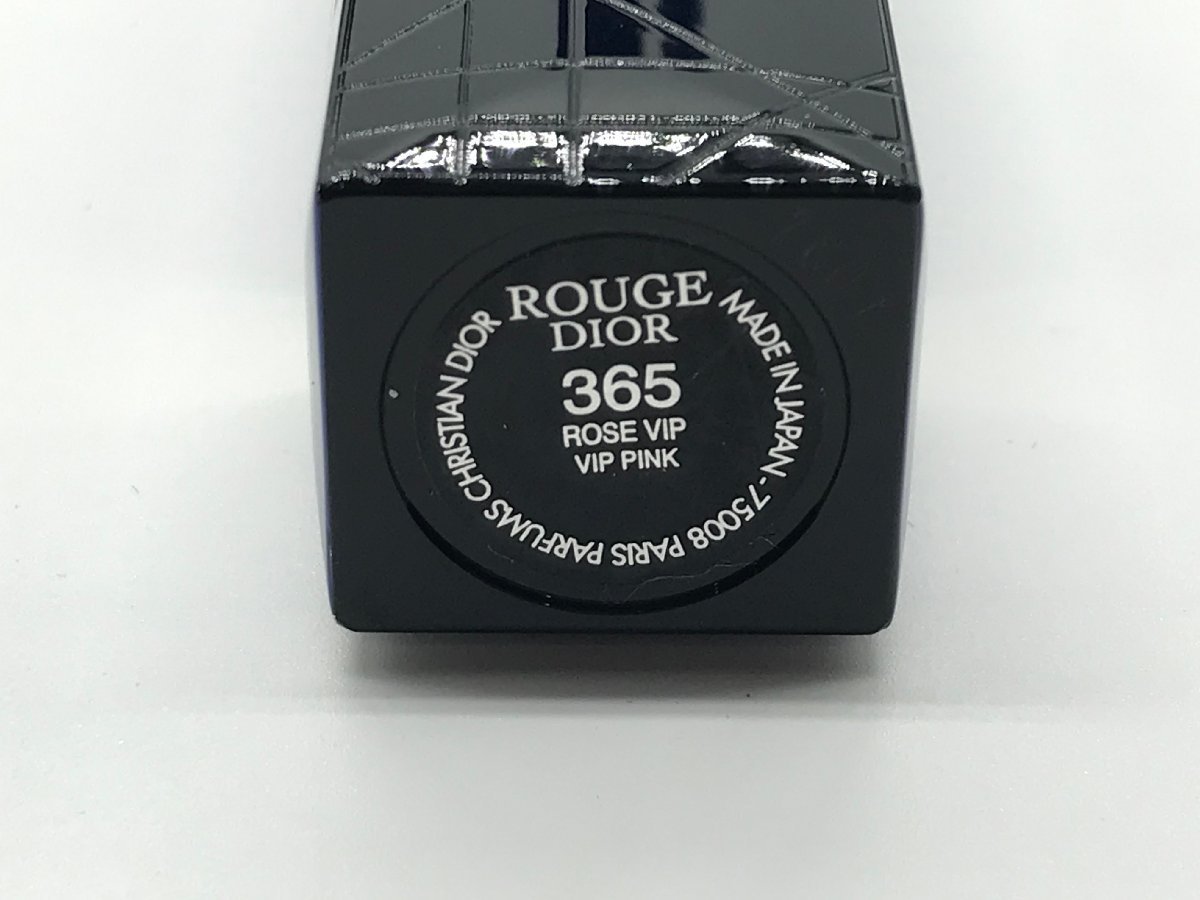 ROUGE
DIOR
365
ROSE VIP
VIP PINK
MADE IN JAPAN - 75008 PARIS PARFUMS CHRISTIAN DIOR